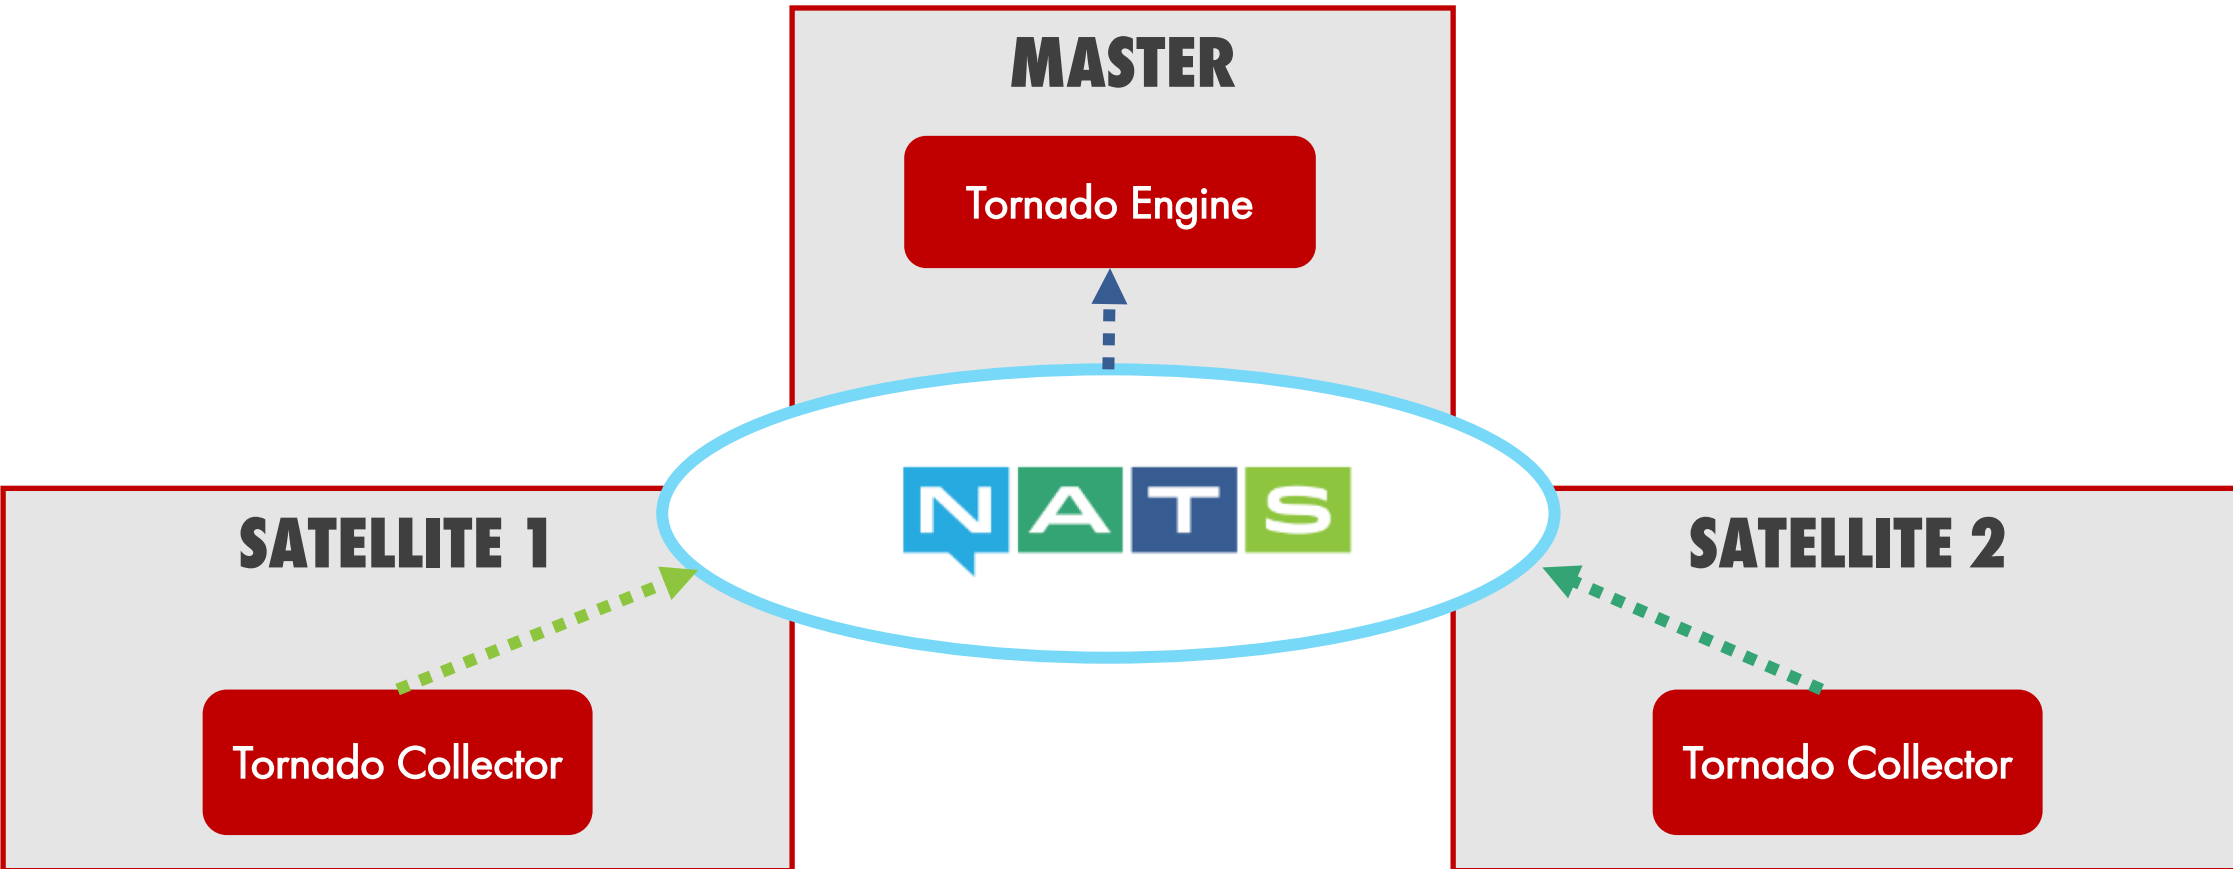 MASTER
Tornado Engine
NATS
SATELLITE 1
SATELLITE 2
Tornado Collector
Tornado Collector